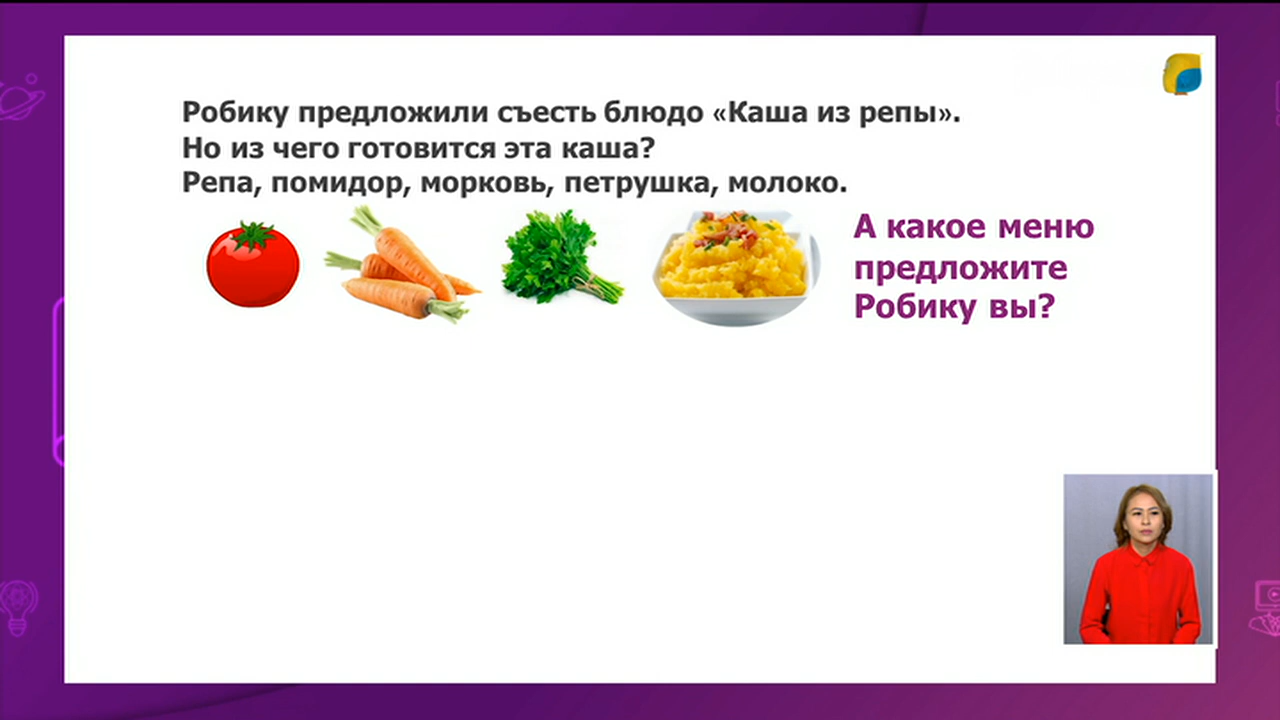 Робику предложили съесть блюдо «Каша из репы».
Но из чего готовится эта каша?
Репа, помидор, морковь, петрушка, молоко.
А какое меню
предложите
Робику вы?